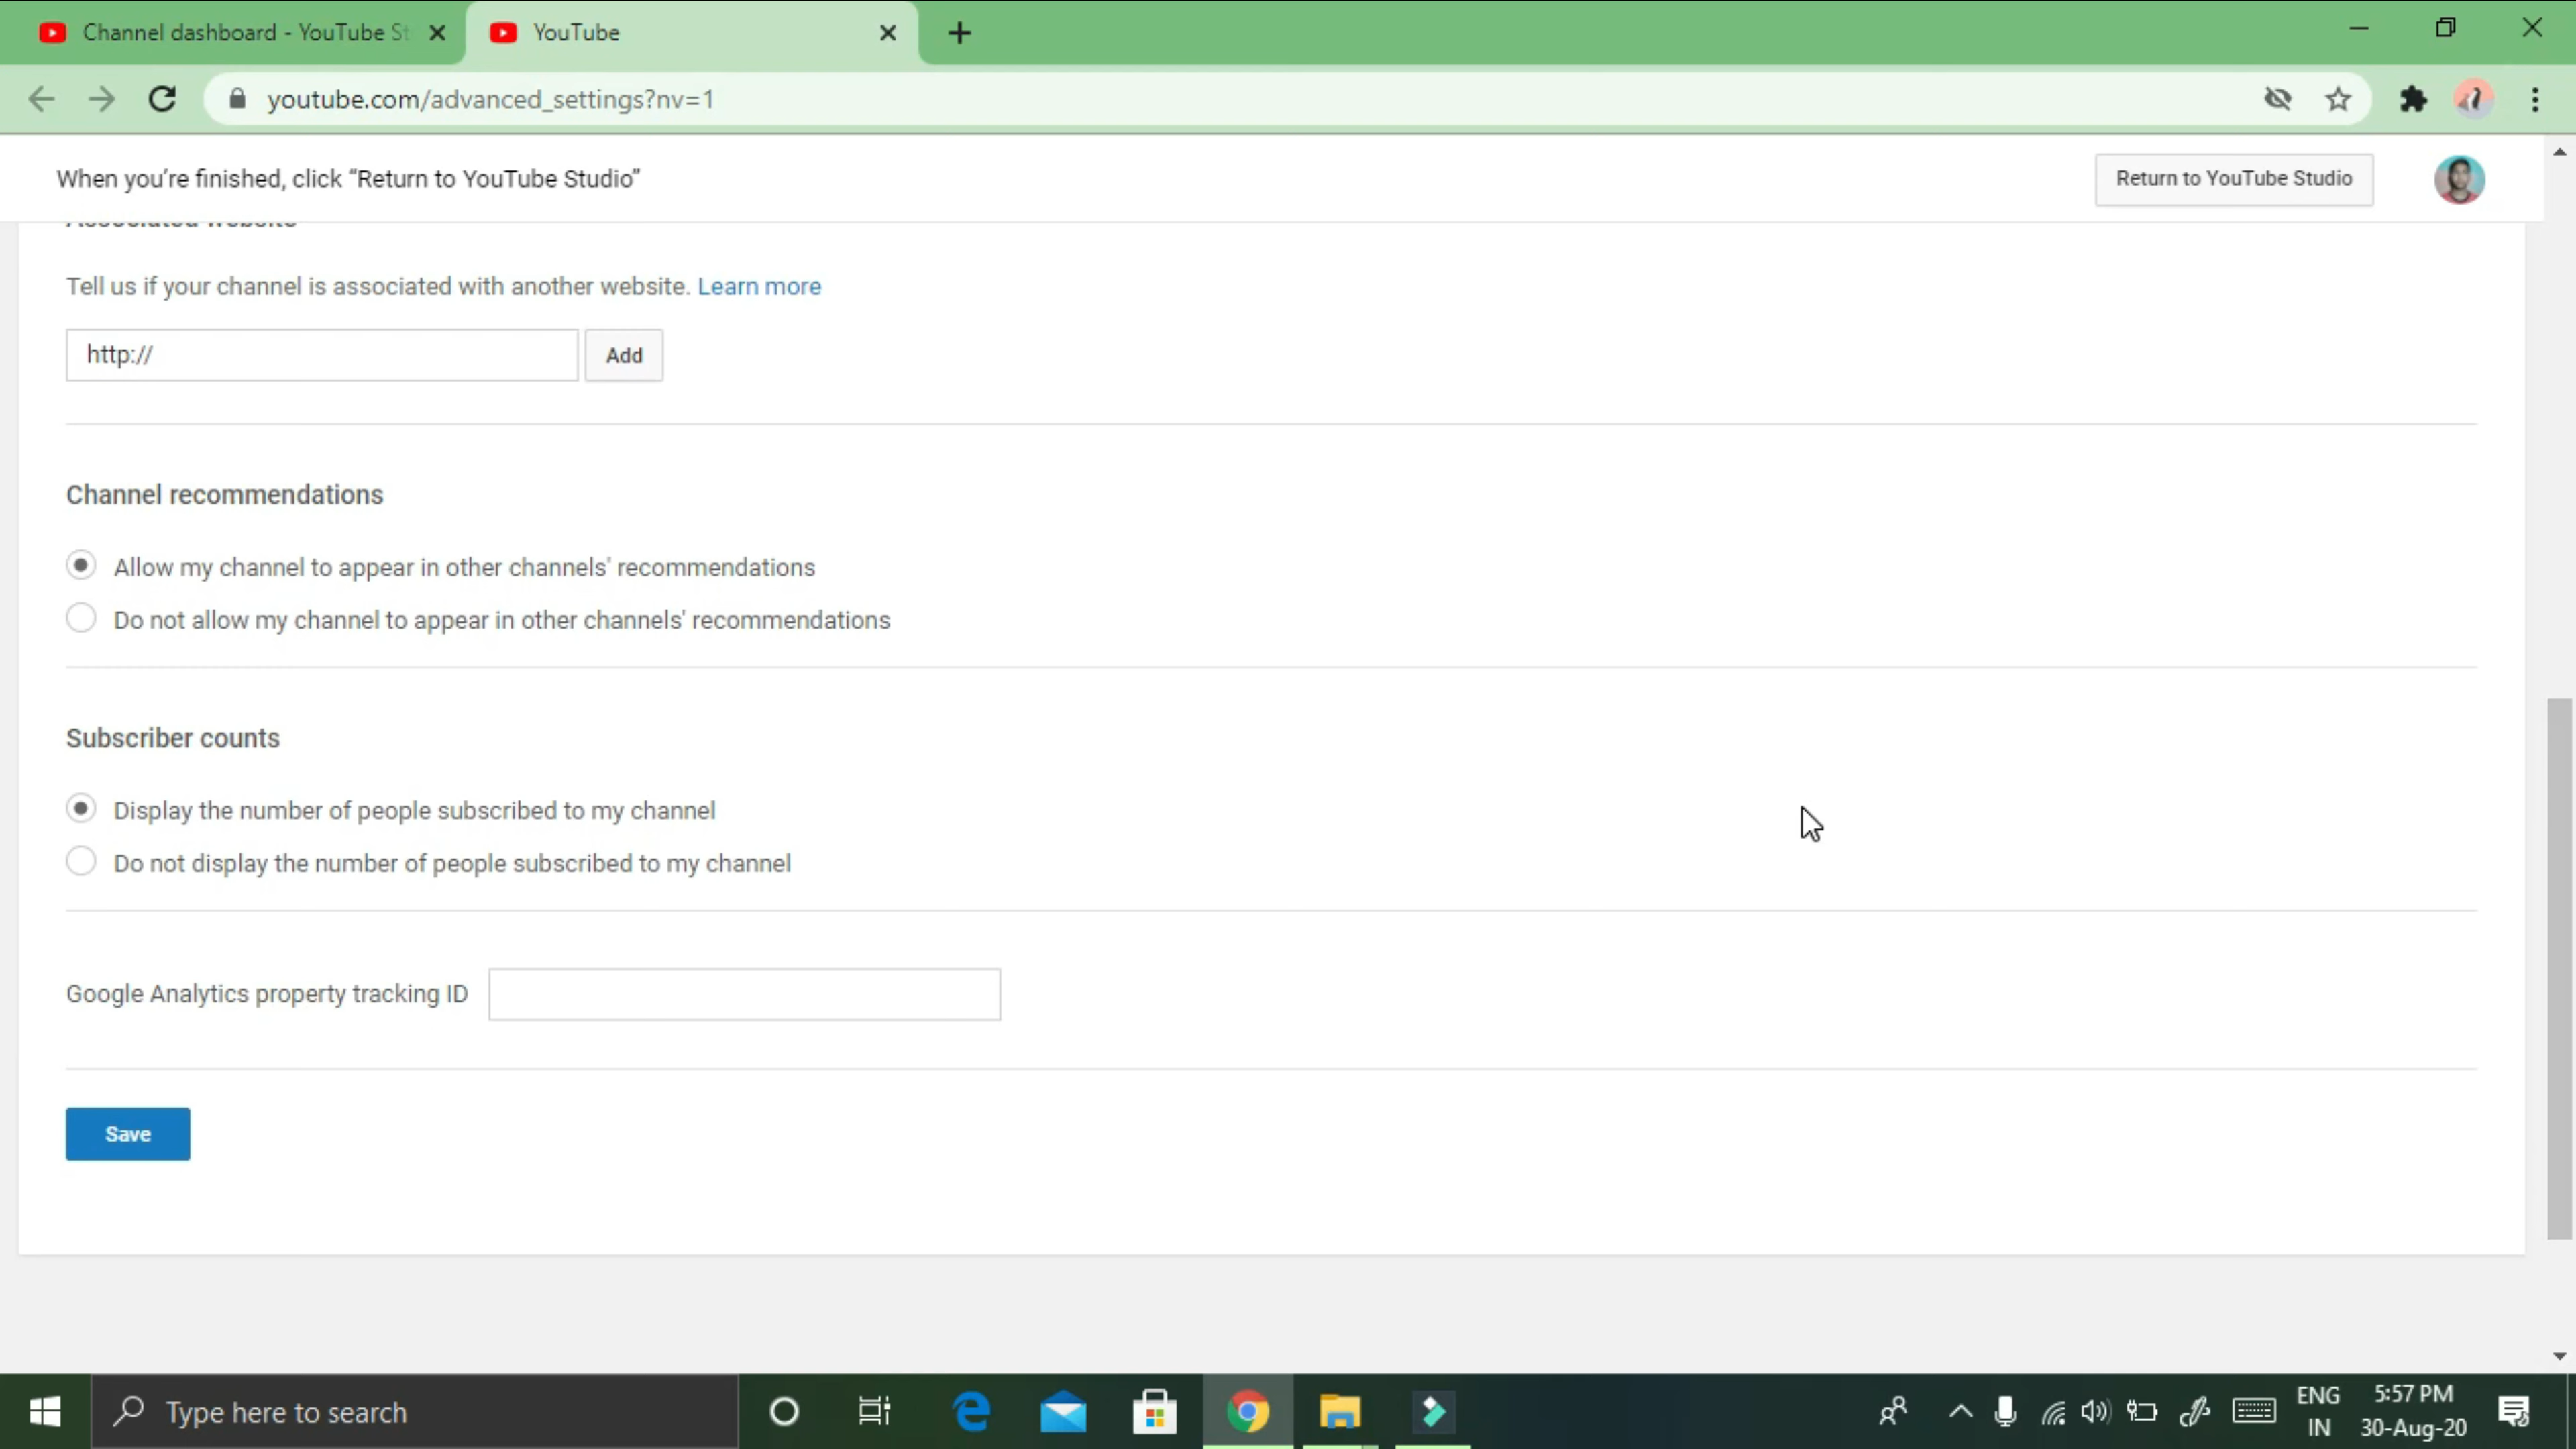 Channel dashboard - YouTube St
YouTube
youtube.com/advanced_settings?nv=1
When you're finished, click “Return to YouTube Studio”
Return to YouTube Studio
Associated website
Tell us if your channel is associated with another website. Learn more
http://
Add
Channel recommendations
Allow my channel to appear in other channels' recommendations
Do not allow my channel to appear in other channels' recommendations
Subscriber counts
Display the number of people subscribed to my channel
Do not display the number of people subscribed to my channel
Google Analytics property tracking ID
Save
Type here to search
ENG
IN
5:57 PM
30-Aug-20